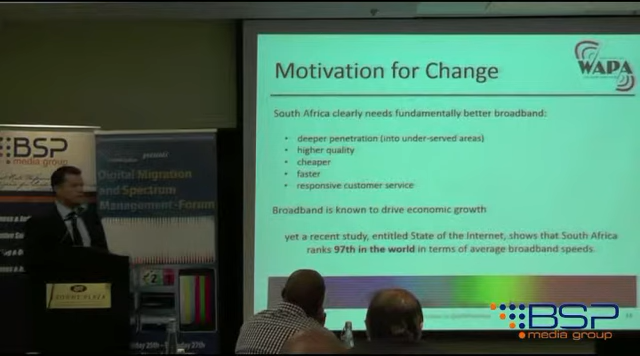 WAPA
Motivation for Change
South Africa clearly needs fundamentally better broadband:
• deeper penetration (into under-served areas)
• higher quality
• cheaper
• faster
• responsive customer service
Broadband is known to drive economic growth
yet a recent study, entitled State of the Internet, shows that South Africa
ranks 97th in the world in terms of average broadband speeds.
BSP
media group
Digital Migration
and Spectrum
Management-Forum
BSP
media group